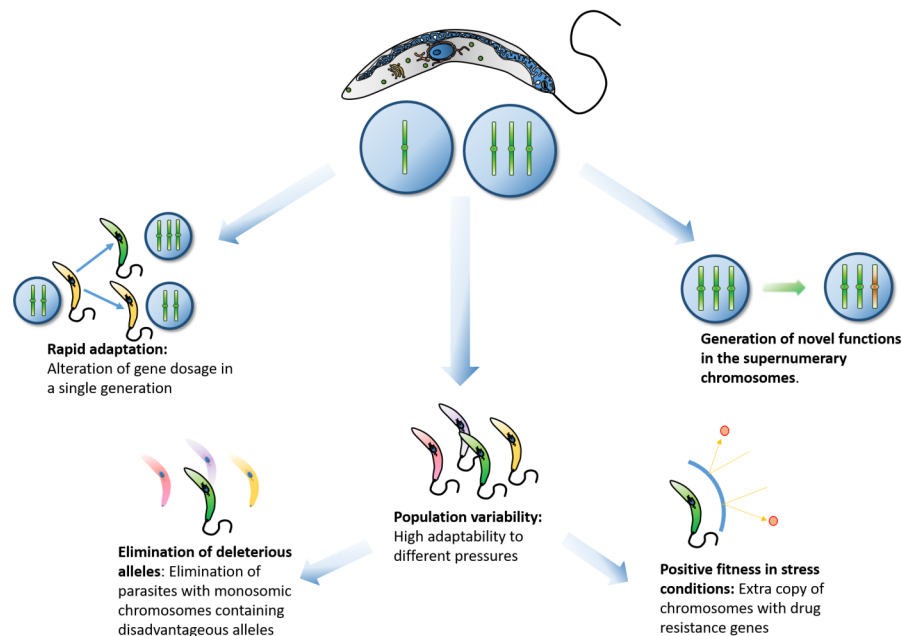 Rapid adaptation:
Alteration of gene dosage in
a single generation
Generation of novel functions
in the supernumerary
chromosomes.
Population variability:
High adaptability to
different pressures
Elimination of deleterious
alleles: Elimination of
parasites with monosomic
chromosomes containing
disadvantageous alleles
Positive fitness in stress
conditions: Extra copy of
chromosomes with drug
resistance genes